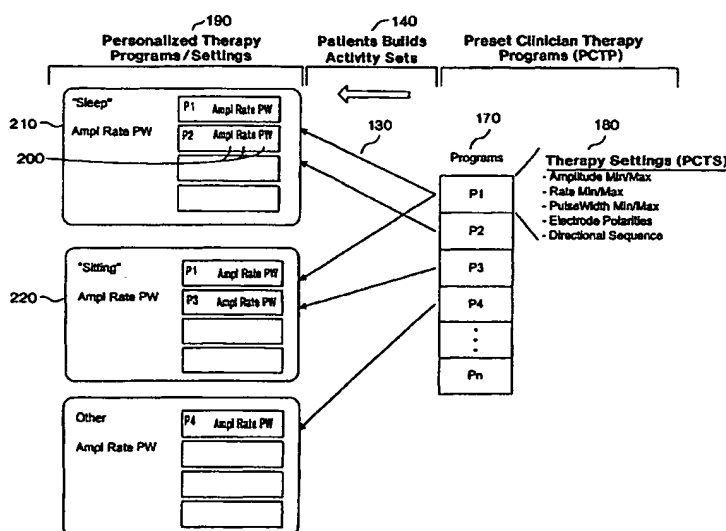 190
140
Personalized Therapy
Programs/Settings
Patients Builds
Activity Sets
Preset Clinician Therapy
Programs (PCTP)
210
"Sleep"
Ampl Rate PW
200
P1 Ampl Rate PW
P2 Ampl Rate PW
130
170
Programs
180
Therapy Settings (PCTS)
- Amplitude Min/Max
- Rate Min/Max
- PulseWidth Min/Max
- Electrode Polarities
- Directional Sequence
P1
P2
P3
P4
Pn
220
"Sitting"
Ampl Rate PW
P1 Ampl Rate PW
P3 Ampl Rate PW
Other
Ampl Rate PW
P4 Ampl Rate PW